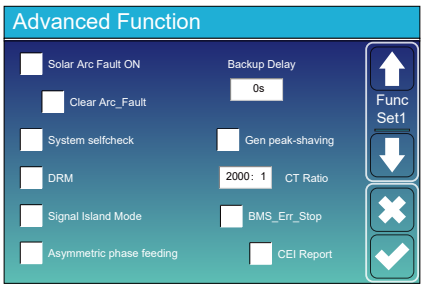 Advanced Function
Solar Arc Fault ON
Backup Delay
0s
Clear Arc_Fault
Func
Set1
System selfcheck
Gen peak-shaving
DRM
2000: 1
CT Ratio
Signal Island Mode
BMS_Err_Stop
Asymmetric phase feeding
CEI Report